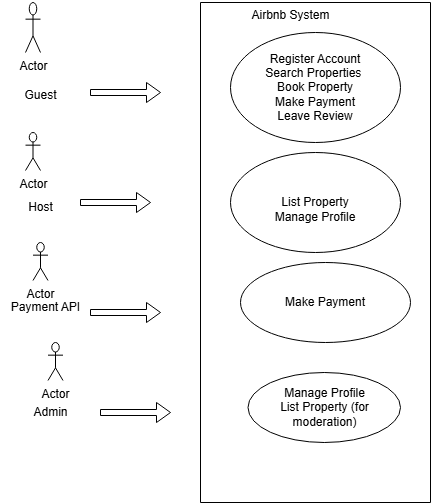 Airbnb System
Actor
Guest
Register Account
Search Properties
Book Property
Make Payment
Leave Review
Actor
Host
List Property
Manage Profile
Actor
Payment API
Make Payment
Actor
Admin
Manage Profile
List Property (for
moderation)